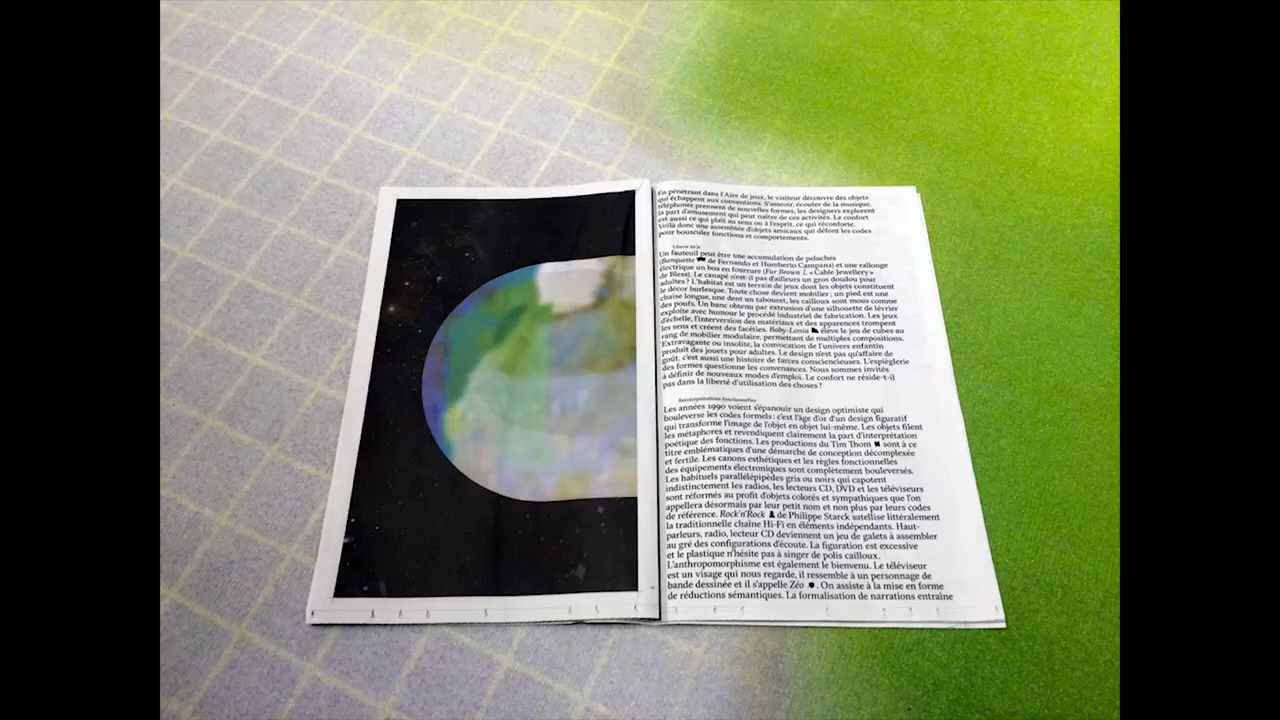 En pénétrant dans l'Aire de jeux, le visiteur découvre des objets
qui échappent aux conventions. S'asseoir, écouter de la musique,
téléphoner prennent de nouvelles formes, les designers explorent
la part d'amusement qui peut naître de ces activités. Le confort
est aussi ce qui plaît au sens ou à l'esprit, ce qui réconforte.
Voilà donc une assemblée d'objets amicaux qui défont les codes
pour bousculer fonctions et comportements.
Un fauteuil peut être une accumulation de peluches
(Banquette de Fernando et Humberto Campana) et une rallonge
électrique un boa en fourrure (Fur Brown L « Cable Jewellery »
de Bless). Le canapé n'est-il pas d'ailleurs un gros doudou pour
adultes ? L'habitat est un terrain de jeux dont les objets constituent
le décor burlesque. Toute chose devient mobilier ; un pied est une
chaise longue, une dent un tabouret, les cailloux sont mous comme
des poufs. Un banc obtenu par extrusion d'une silhouette de lévrier
exploite avec humour le procédé industriel de fabrication. Les jeux
d'échelle, l'interversion des matériaux et des apparences trompent
les sens et créent des facéties. Baby-Lonia élève le jeu de cubes au
rang de mobilier modulaire, permettant de multiples compositions.
Extravagante ou insolite, la convocation de l'univers enfantin
produit des jouets pour adultes. Le design n'est pas qu'affaire de
goût, c'est aussi une histoire de farces consciencieuses. L'espièglerie
des formes questionne les convenances. Nous sommes invités
à définir de nouveaux modes d'emploi. Le confort ne réside-t-il
pas dans la liberté d'utilisation des choses ?
Réinterprétations fonctionnelles
Les années 1990 voient s'épanouir un design optimiste qui
bouleverse les codes formels : c'est l'âge d'or d'un design figuratif
qui transforme l'image de l'objet en objet lui-même. Les objets filent
les métaphores et revendiquent clairement la part d'interprétation
poétique des fonctions. Les productions du Tim Thom sont à ce
titre emblématiques d'une démarche de conception décomplexée
et fertile. Les canons esthétiques et les règles fonctionnelles
des équipements électroniques sont complètement bouleversés.
Les habituels parallélépipèdes gris ou noirs qui capotent
indistinctement les radios, les lecteurs CD, DVD et les téléviseurs
sont réformés au profit d'objets colorés et sympathiques que l'on
appellera désormais par leur petit nom et non plus par leurs codes
de référence. Rock'n'Rock de Philippe Starck satellise littéralement
la traditionnelle chaîne Hi-Fi en éléments indépendants. Haut-
parleurs, radio, lecteur CD deviennent un jeu de galets à assembler
au gré des configurations d'écoute. La figuration est excessive
et le plastique n'hésite pas à singer de polis cailloux.
L'anthropomorphisme est également le bienvenu. Le téléviseur
est un visage qui nous regarde, il ressemble à un personnage de
bande dessinée et il s'appelle Zéo . On assiste à la mise en forme
de réductions sémantiques. La formalisation de narrations entraîne